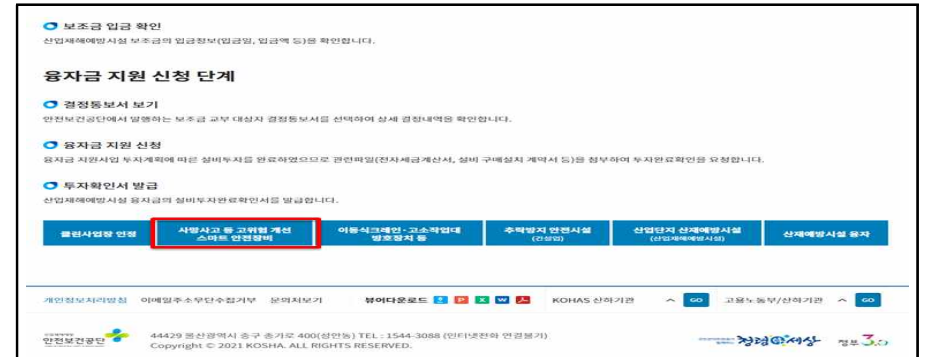 보조금 입금 확인
산업재해예방시설 보조금의 입금정보(입금일, 입금액 등)를 확인합니다.
융자금 지원 신청 단계
결정통보서 보기
안전보건공단에서 발행하는 보조금 교부 대상자 결정통보서를 선택하여 상세 결정내역을 확인합니다.
융자금 지원 신청
융자금 지원사업 투자계획에 따른 설비투자를 완료하였으므로 관련파일(전자세금계산서, 설비 구매설치 계약서 등)을 첨부하여 투자완료확인을 요청합니다.
투자확인서 발급
산업재해예방시설 융자금의 설비투자완료확인서를 발급합니다.
클린사업장 인정
사망사고 등 고위험 개선
스마트 안전장비
이동식크레인·고소작업대
방호장치 등
추락방지 안전시설
(건설업)
산업단지 산재예방시설
(산업재해예방시설)
산재예방시설 융자
개인정보처리방침 이메일주소무단수집거부 문의처보기 뷰어다운로드 KOHAS 산하기관 GO 고용노동부/산하기관 GO
안전보건공단
44429 울산광역시 중구 종가로 400(성안동) TEL : 1544-3088 (인터넷전화 연결불가)
Copyright © 2021 KOSHA. ALL RIGHTS RESERVED.
청렴세상
정부 3.0